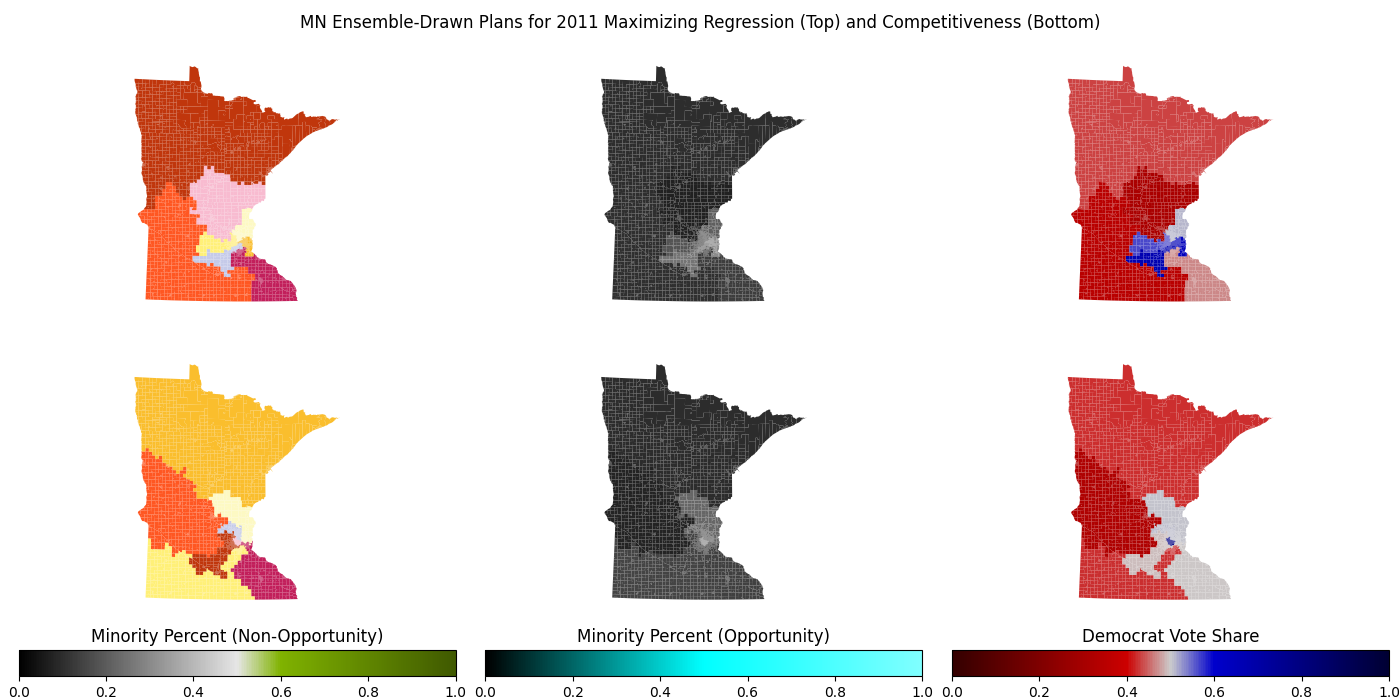 MN Ensemble-Drawn Plans for 2011 Maximizing Regression (Top) and Competitiveness (Bottom)
Minority Percent (Non-Opportunity)
0.0 0.2 0.4 0.6 0.8 1.0
Minority Percent (Opportunity)
0.0 0.2 0.4 0.6 0.8 1.0
Democrat Vote Share
0.0 0.2 0.4 0.6 0.8 1.0